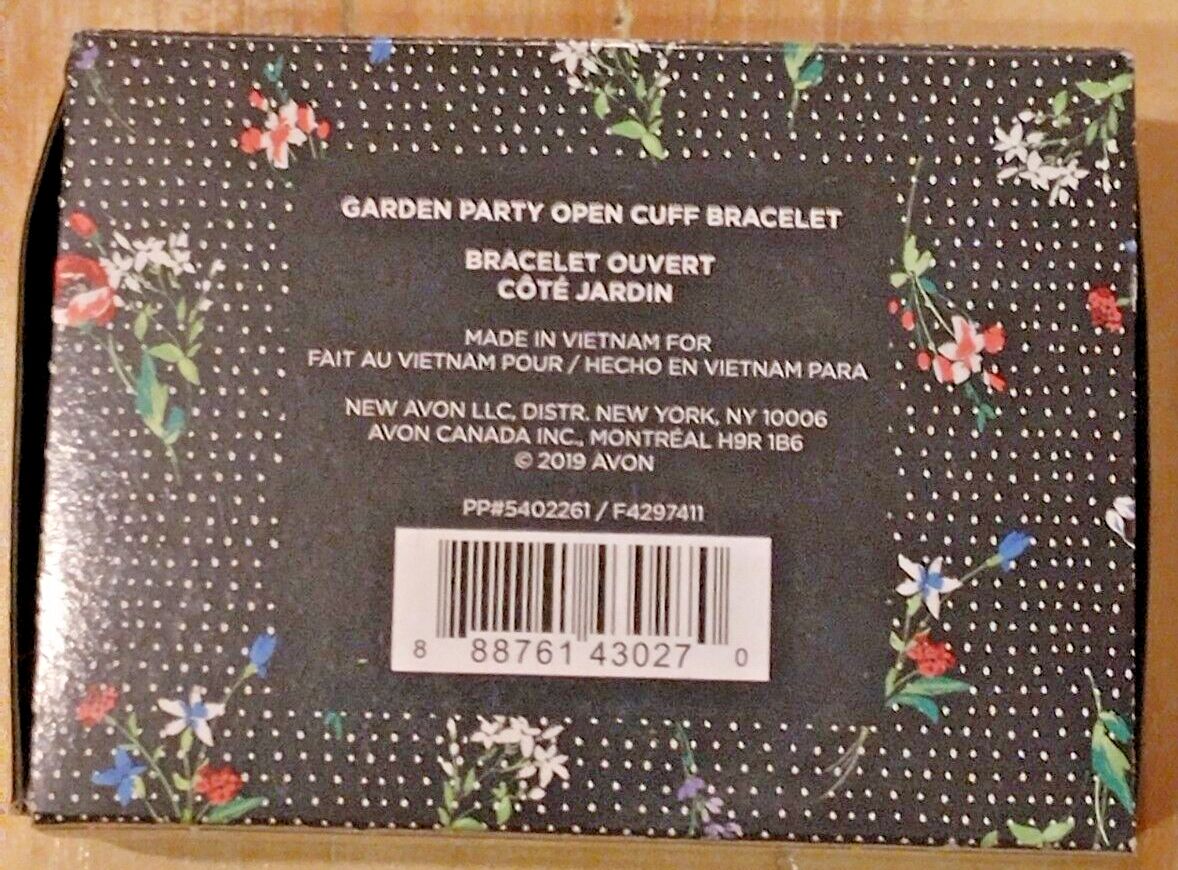 GARDEN PARTY OPEN CUFF BRACELET
BRACELET OUVERT
CÔTÉ JARDIN
MADE IN VIETNAM FOR
FAIT AU VIETNAM POUR / HECHO EN VIETNAM PARA
NEW AVON LLC, DISTR. NEW YORK, NY 10006
AVON CANADA INC., MONTRÉAL H9R 1B6
© 2019 AVON
PP#5402261 / F4297411
8 88761 43027 0